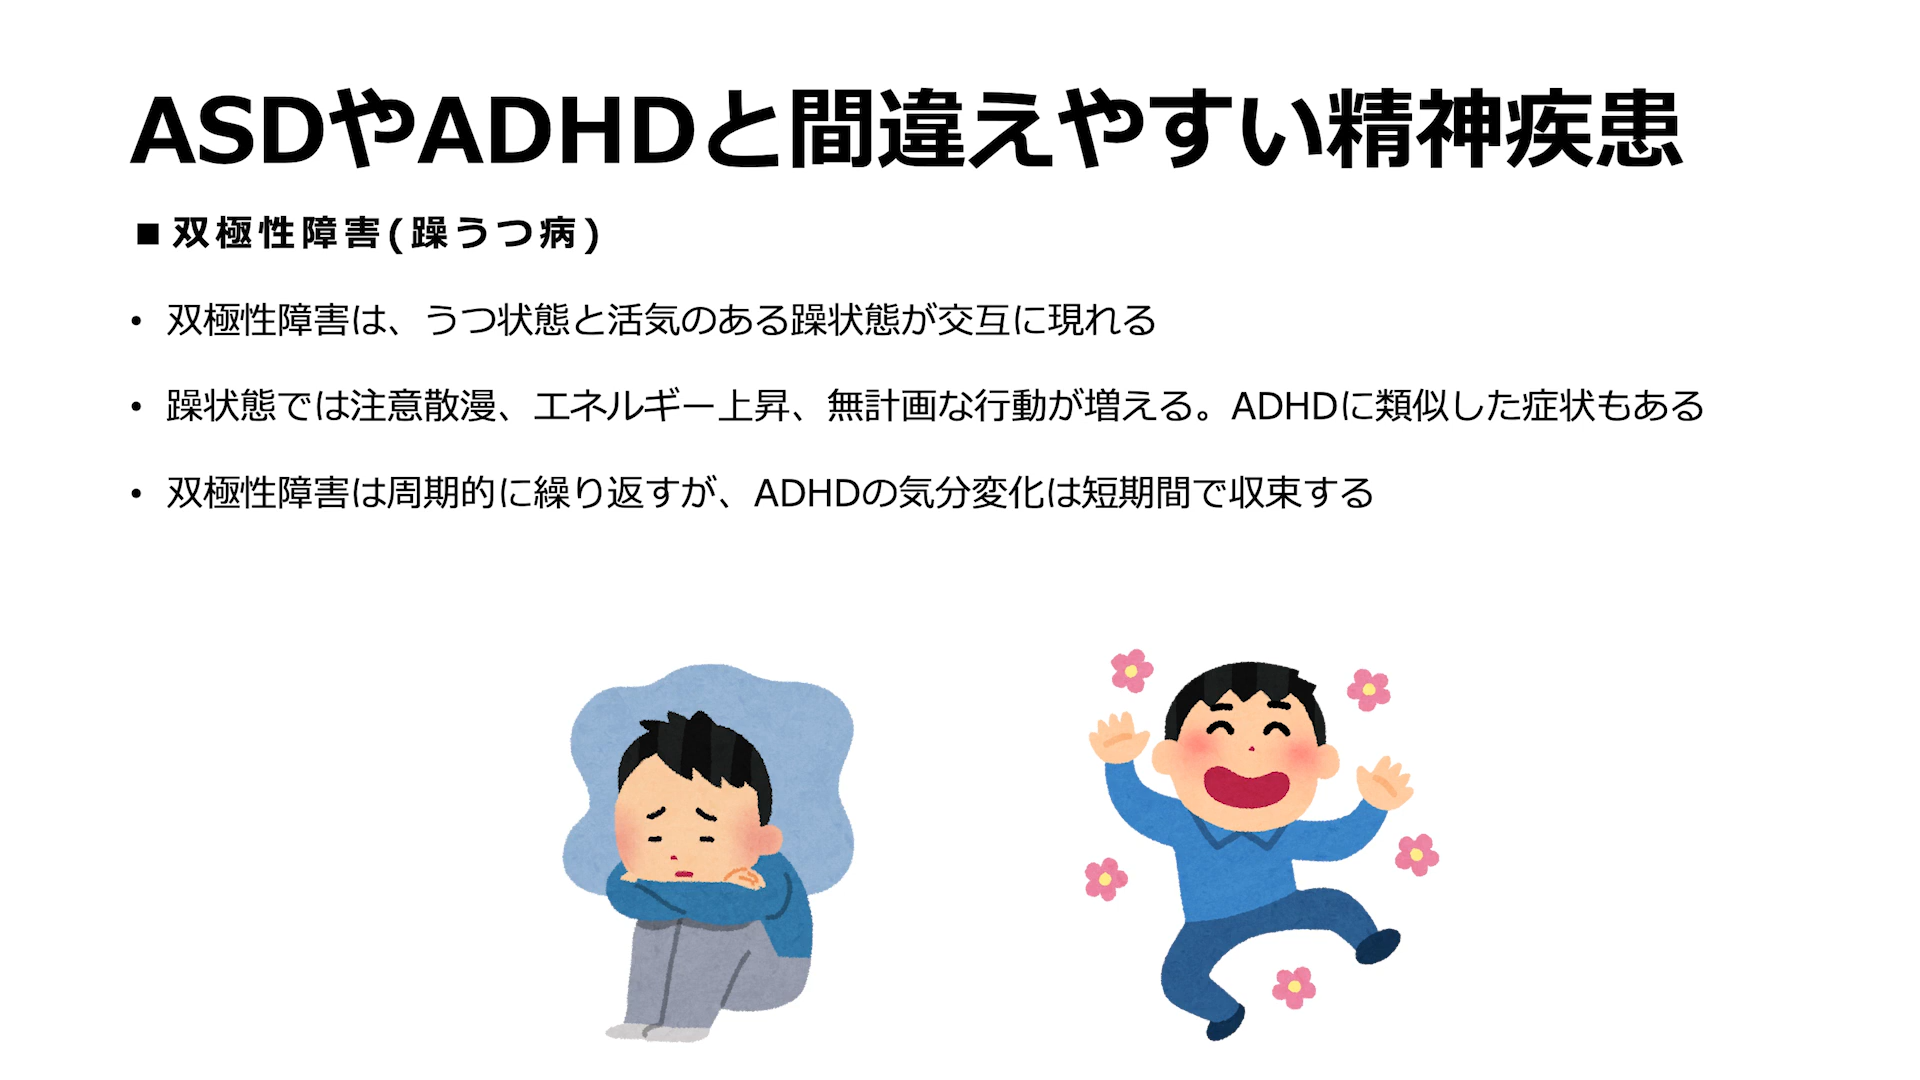 ASDやADHDと間違えやすい精神疾患
■双極性障害(躁うつ病)
• 双極性障害は、うつ状態と活気のある躁状態が交互に現れる
• 躁状態では注意散漫、エネルギー上昇、無計画な行動が増える。ADHDに類似した症状もある
• 双極性障害は周期的に繰り返すが、ADHDの気分変化は短期間で収束する